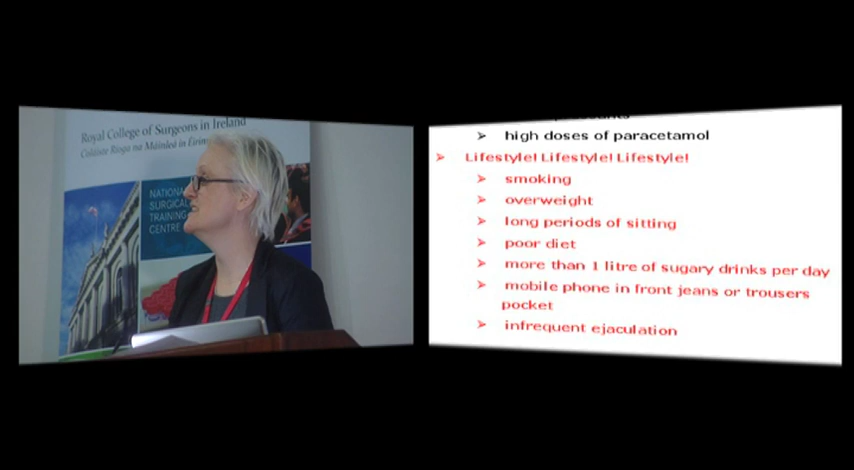 Royal College of Surgeons in Ireland
Coláiste Ríoga na Máinleá in Éirinn
NATIONAL
SURGICAL
TRAINING
CENTRE
➢ high doses of paracetamol
➢ Lifestyle! Lifestyle! Lifestyle!
➢ smoking
➢ overweight
➢ long periods of sitting
➢ poor diet
➢ more than 1 litre of sugary drinks per day
➢ mobile phone in front jeans or trousers
pocket
➢ infrequent ejaculation